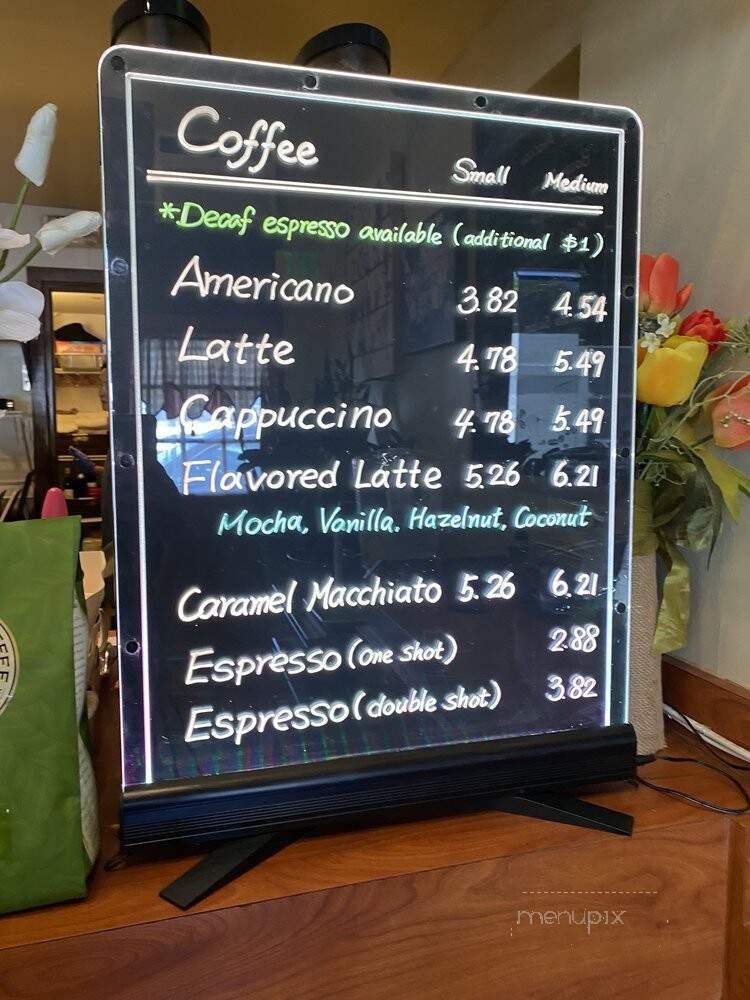 Coffee Small Medium
*Decaf espresso available (additional $1)
Americano 3.82 4.54
Latte 4.78 5.49
Cappuccino 4.78 5.49
Flavored Latte 5.26 6.21
Mocha, Vanilla, Hazelnut, Coconut
Caramel Macchiato 5.26 6.21
Espresso (one shot) 2.88
Espresso (double shot) 3.82
menupix